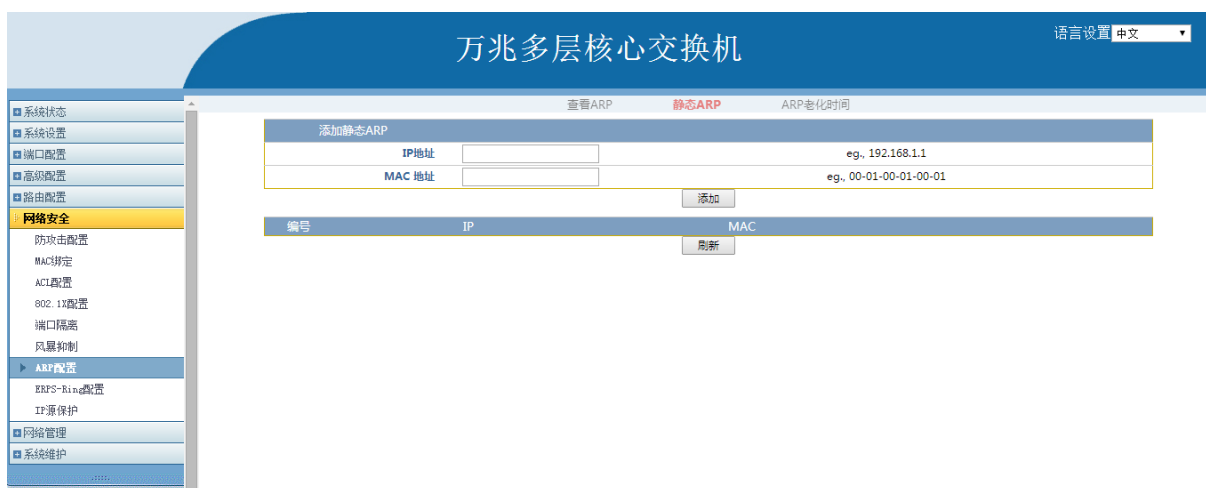 万兆多层核心交换机
语言设置 中文
系统状态
系统设置
端口配置
高级配置
路由配置
网络安全
防攻击配置
MAC绑定
ACL配置
802.1X配置
端口隔离
风暴抑制
ARP配置
ERPS-Ring配置
IP源保护
网络管理
系统维护
查看ARP 静态ARP ARP老化时间
添加静态ARP
IP地址 eg., 192.168.1.1
MAC 地址 eg., 00-01-00-01-00-01
添加
编号 IP MAC
刷新